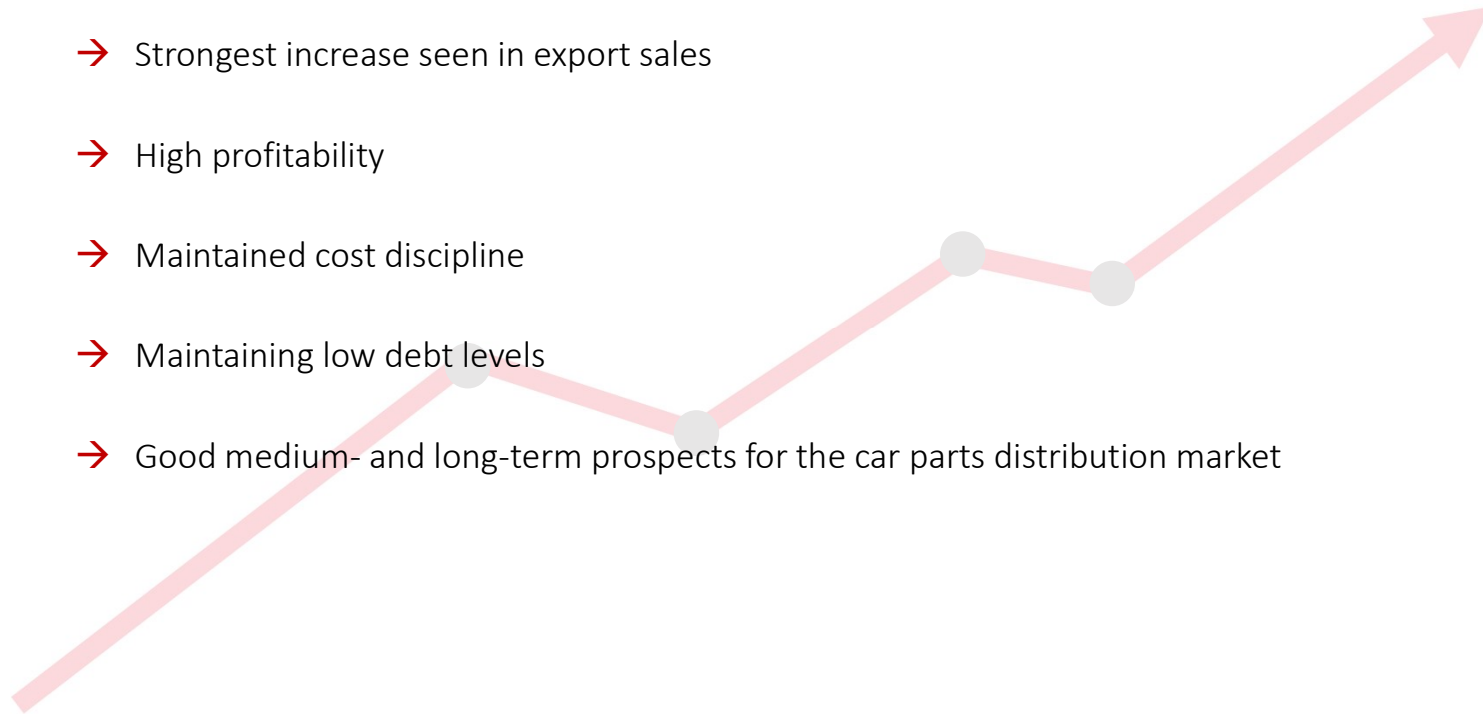 → Strongest increase seen in export sales
→ High profitability
→ Maintained cost discipline
→ Maintaining low debt levels
→ Good medium- and long-term prospects for the car parts distribution market